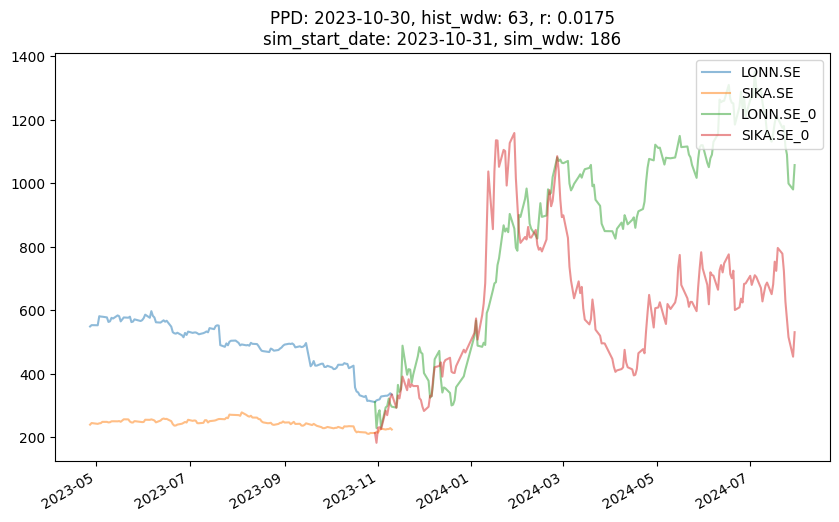 PPD: 2023-10-30, hist_wdw: 63, r: 0.0175
sim_start_date: 2023-10-31, sim_wdw: 186
1400
1200
1000
800
600
400
200
LONN.SE
SIKA.SE
LONN.SE_0
SIKA.SE_0
2023-05
2023-07
2023-09
2023-11
2024-01
2024-03
2024-05
2024-07